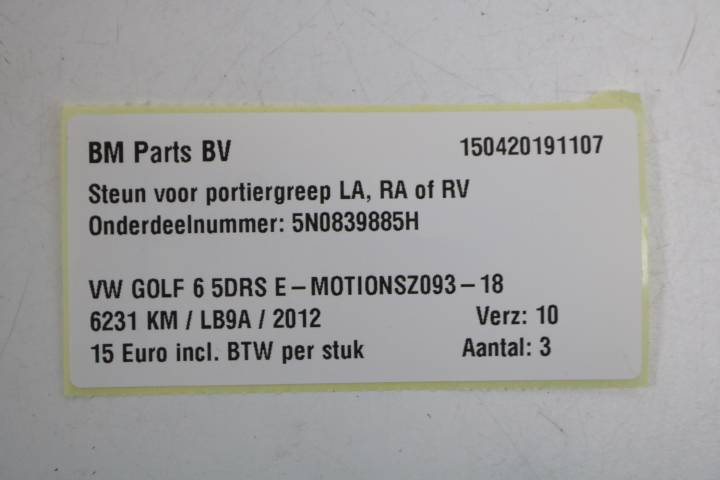 BM Parts BV 150420191107
Steun voor portiergreep LA, RA of RV
Onderdeelnummer: 5N0839885H
VW GOLF 6 5DRS E-MOTIONSZ093-18
6231 KM / LB9A / 2012 Verz: 10
15 Euro incl. BTW per stuk Aantal: 3